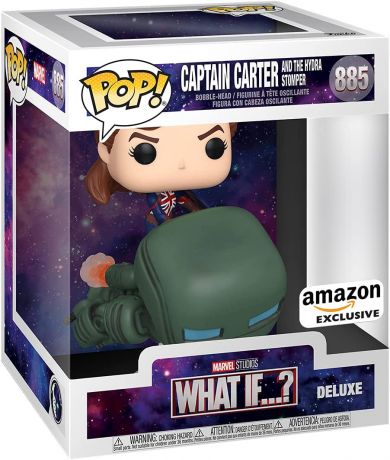 MARVEL
885
POP!
CAPTAIN CARTER
AND THE HYDRA
STOMPER
885
BOBBLE-HEAD / FIGURINE À TÊTE OSCILLANTE
FIGURA CON CABEZA OSCILANTE
amazon
EXCLUSIVE
MARVEL STUDIOS
WHAT IF...?
DELUXE